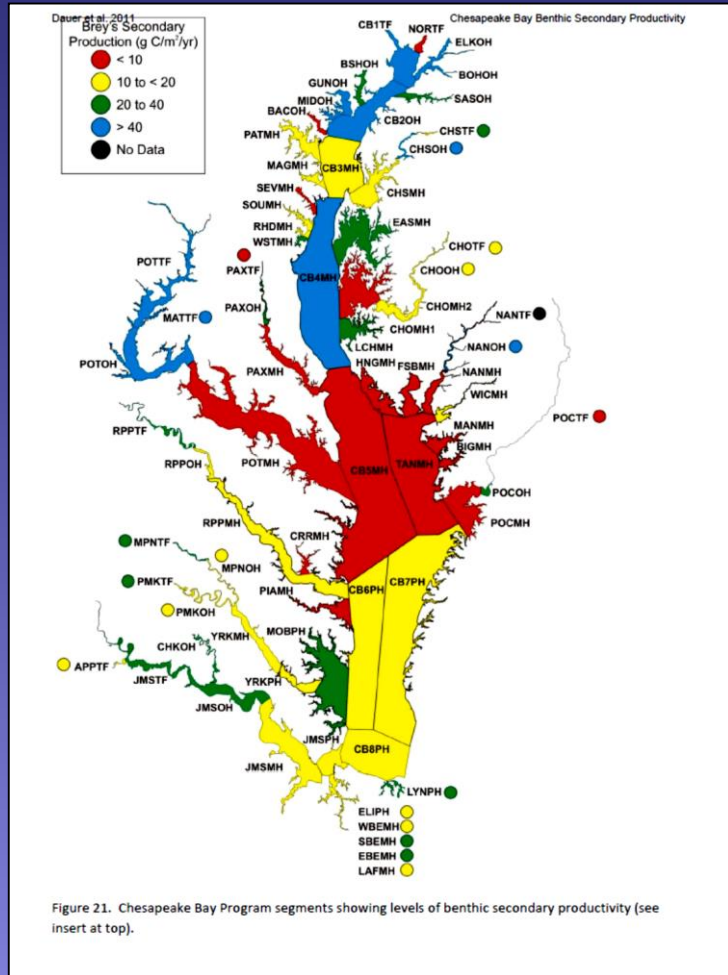 Dauer et al, 2011
Chesapeake Bay Benthic Secondary Productivity
Brey's Secondary
Production (g C/m²/yr)
< 10
10 to < 20
20 to 40
> 40
No Data
CB1TF
NORTF
ELKOH
BSHOH
GUNOH
BOHOH
MIDOH
SASOH
BACOH
CB2OH
PATMH
CHSTF
CHSOH
MAGMH
CB3MH
SEVMH
CHSMH
SOUMH
RHDMH
EASMH
WSTMH
CHOTF
PAXTF
CHOOH
POTTF
CB4MH
PAXOH
CHOMH2
MATTF
CHOMH1
NANTF
LCHMH
HNGMH
FSBMH
NANOH
POTOH
PAXMH
NANMH
WICMH
MANMH
POCTF
RPPTF
BIGMH
RPPOH
POTMH
CB5MH
TANMH
POCOH
RPPMH
POCMH
CRRMH
MPNTF
MPNOH
PMKTF
PIAMH
CB6PH
CB7PH
PMKOH
MOBPH
CHKOH
YRKMH
APPTF
JMSTF
YRKPH
JMSOH
JMSPH
CB8PH
JMSMH
LYNPH
ELIPH
WBEMH
SBEMH
EBEMH
LAFMH
Figure 21. Chesapeake Bay Program segments showing levels of benthic secondary productivity (see
insert at top).